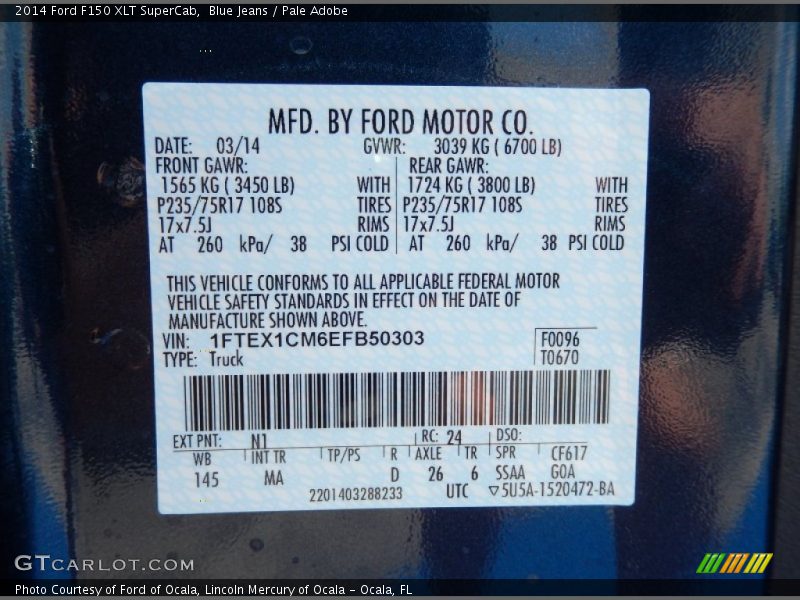 2014 Ford F150 XLT SuperCab,  Blue Jeans / Pale Adobe
MFD. BY FORD MOTOR CO.
DATE: 03/14 GVWR: 3039 KG ( 6700 LB)
FRONT GAWR: REAR GAWR:
1565 KG ( 3450 LB) WITH 1724 KG ( 3800 LB) WITH
P235/75R17 108S TIRES P235/75R17 108S TIRES
17x7.5J RIMS 17x7.5J RIMS
AT 260 kPa/ 38 PSI COLD AT 260 kPa/ 38 PSI COLD
THIS VEHICLE CONFORMS TO ALL APPLICABLE FEDERAL MOTOR
VEHICLE SAFETY STANDARDS IN EFFECT ON THE DATE OF
MANUFACTURE SHOWN ABOVE.
VIN: 1FTEX1CM6EFB50303 F0096
TYPE: Truck T0670
EXT PNT: N1 RC: 24 DSO:
WB INT TR TP/PS R AXLE TR SPR CF617
145 MA D 26 6 SSAA GOA
2201403288233 UTC ▽5U5A-1520472-BA
GTCARLOT.COM
Photo Courtesy of Ford of Ocala, Lincoln Mercury of Ocala – Ocala, FL